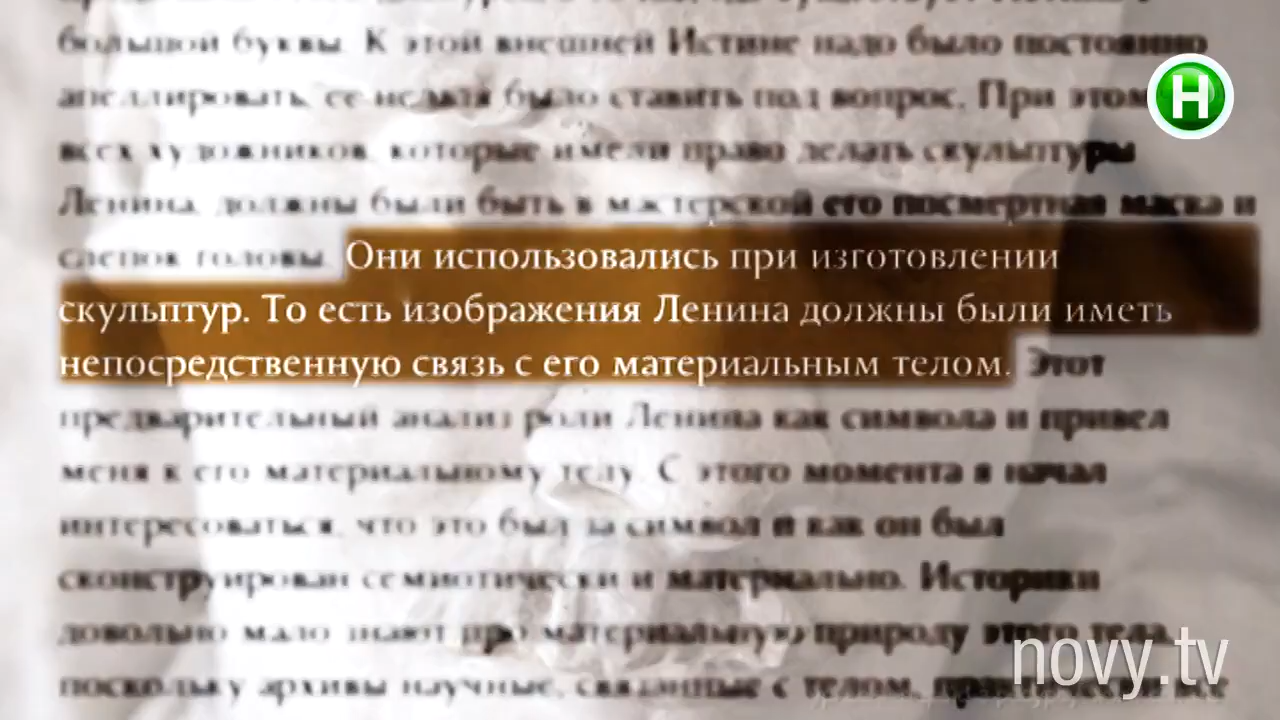 большой буквы. К этой внешней Истине надо было постоянно
апеллировать, ее нельзя было ставить под вопрос. При этом
H
всех художников, которые имели право делать скульптуры
Ленина, должны были быть в мастерской его посмертная маска и
слепок головы. Они использовались при изготовлении
скульптур. То есть изображения Ленина должны были иметь
непосредственную связь с его материальным телом. Этот
предварительный анализ роли Ленина как символа и привел
меня к его материальному телу. С этого момента я начал
интересоваться, что это был за символ и как он был
сконструирован семиотически и материально. Историки
довольно мало знают про материальную природу этого тела,
поскольку архивы научные, связанные с телом, практически все
novy.tv